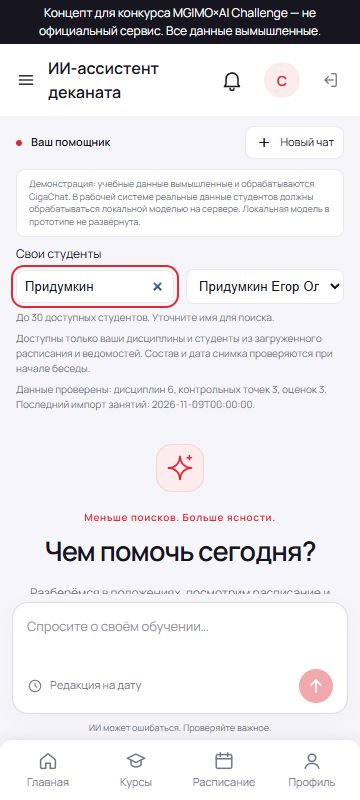 Концепт для конкурса MGIMO×AI Challenge — не
официальный сервис. Все данные вымышленные.
ИИ-ассистент
деканата
С
Ваш помощник
+ Новый чат
Демонстрация: учебные данные вымышленные и обрабатываются
GigaChat. В рабочей системе реальные данные студентов должны
обрабатываться локальной моделью на сервере. Локальная модель в
прототипе не развёрнута.
Свои студенты
Придумкин
Придумкин Егор Ол
До 30 доступных студентов. Уточните имя для поиска.
Доступны только ваши дисциплины и студенты из загруженного
расписания и ведомостей. Состав и дата снимка проверяются при
начале беседы.
Данные проверены: дисциплин 6, контрольных точек 3, оценок 3.
Последний импорт занятий: 2026-11-09T00:00:00.
Меньше поисков. Больше ясности.
Чем помочь сегодня?
Разберёмся в положениях, посмотрим расписание и
Спросите о своём обучении...
Редакция на дату
ИИ может ошибаться. Проверяйте важное.
Главная
Курсы
Расписание
Профиль